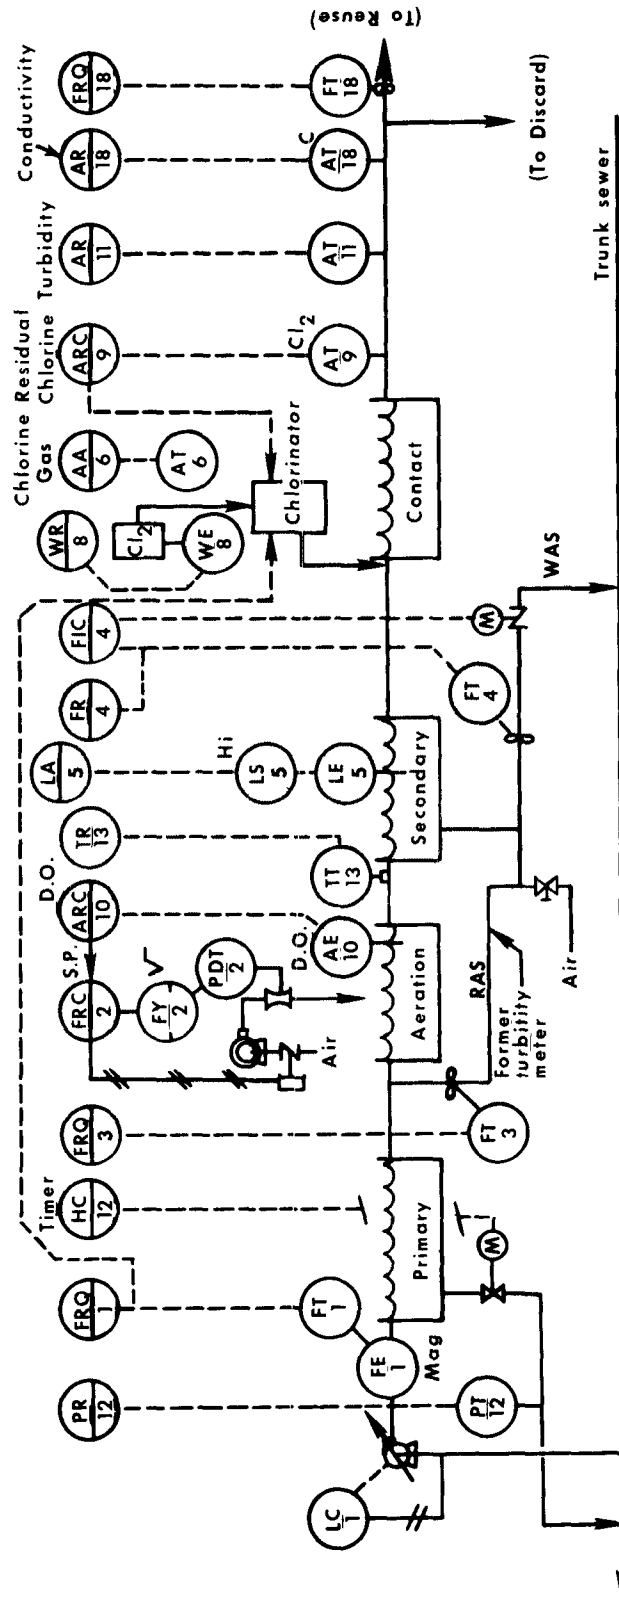 Conductivity
Turbidity
Chlorine Residual
Chlorine
Gas
D.O.
Timer
PR
12
FRQ
1
HC
12
FRQ
3
FRC
2
S.P.
ARC
10
TR
13
LA
5
FR
4
FIC
4
WR
8
AA
6
ARC
9
AR
11
AR
18
FRQ
18
FY
2
√
PDT
2
Air
D.O.
AE
10
TT
13
Hi
LS
5
LE
5
Cl2
WE
8
AT
6
Chlorinator
Cl2
AT
9
AT
11
C
AT
18
FT
18
(To Reuse)
LC
1
FE
1
Mag
FT
1
Primary
Aeration
Secondary
Contact
(To Discard)
PT
12
M
FT
3
Former
turbitity
meter
RAS
Air
FT
4
M
WAS
Trunk sewer